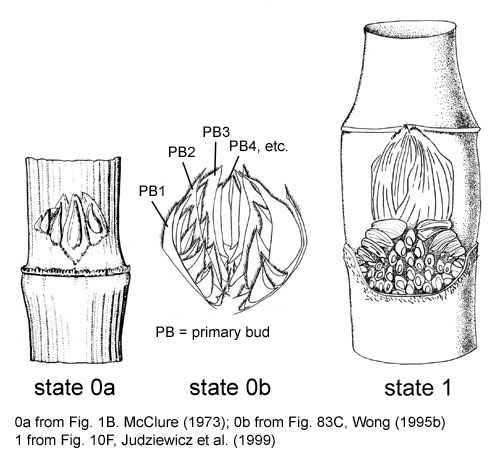 PB3
PB2
PB4, etc.
PB1
PB = primary bud
state 0a
state 0b
state 1
0a from Fig. 1B. McClure (1973); 0b from Fig. 83C, Wong (1995b)
1 from Fig. 10F, Judziewicz et al. (1999)